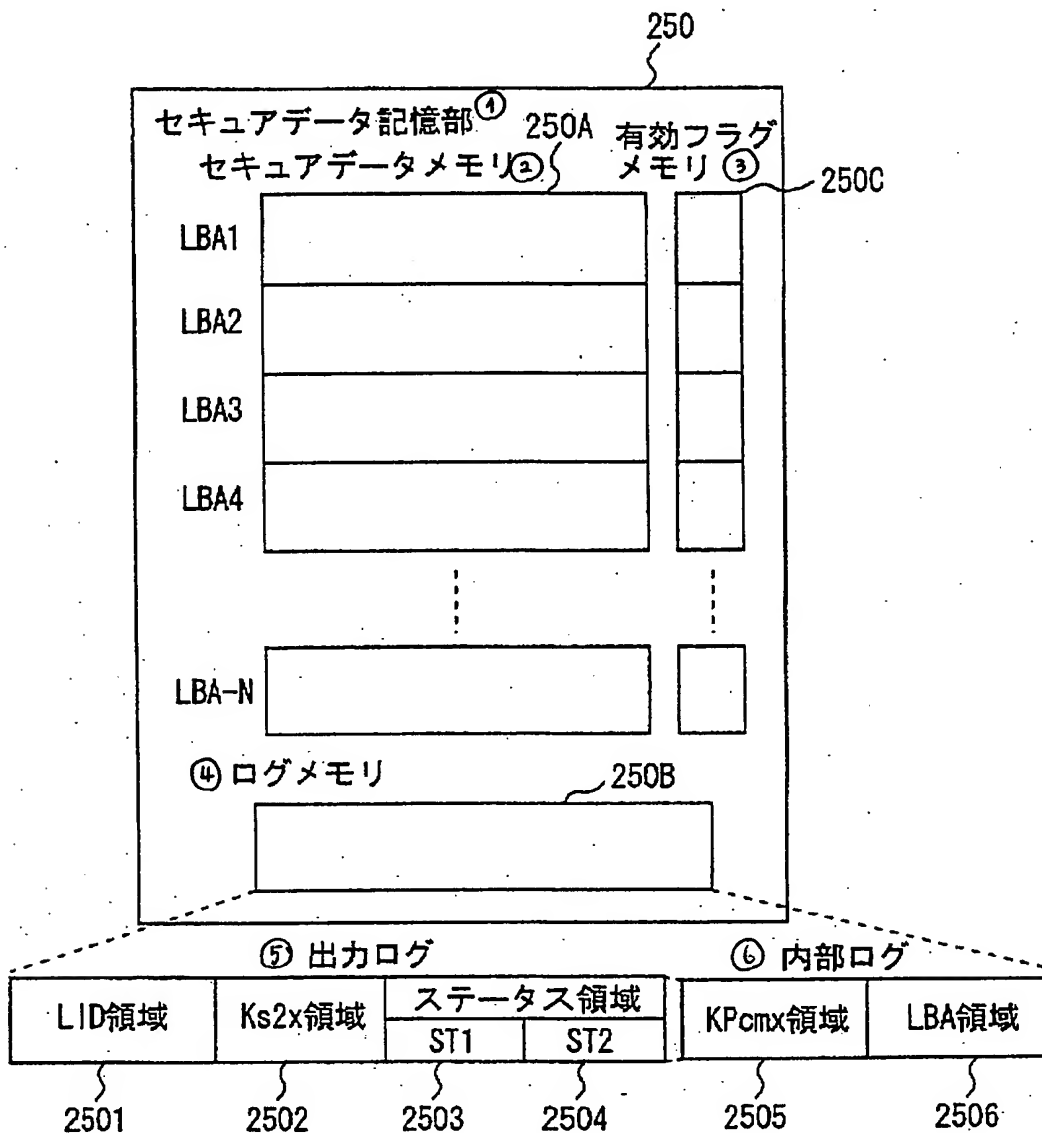 250
セキュアデータ記憶部①
250A
有効フラグ
セキュアデータメモリ②
メモリ③
250C
LBA1
LBA2
LBA3
LBA4
LBA-N
④ログメモリ
250B
⑤出力ログ
⑥内部ログ
LID領域
Ks2x領域
ステータス領域
ST1
ST2
KPcmx領域
LBA領域
2501
2502
2503
2504
2505
2506